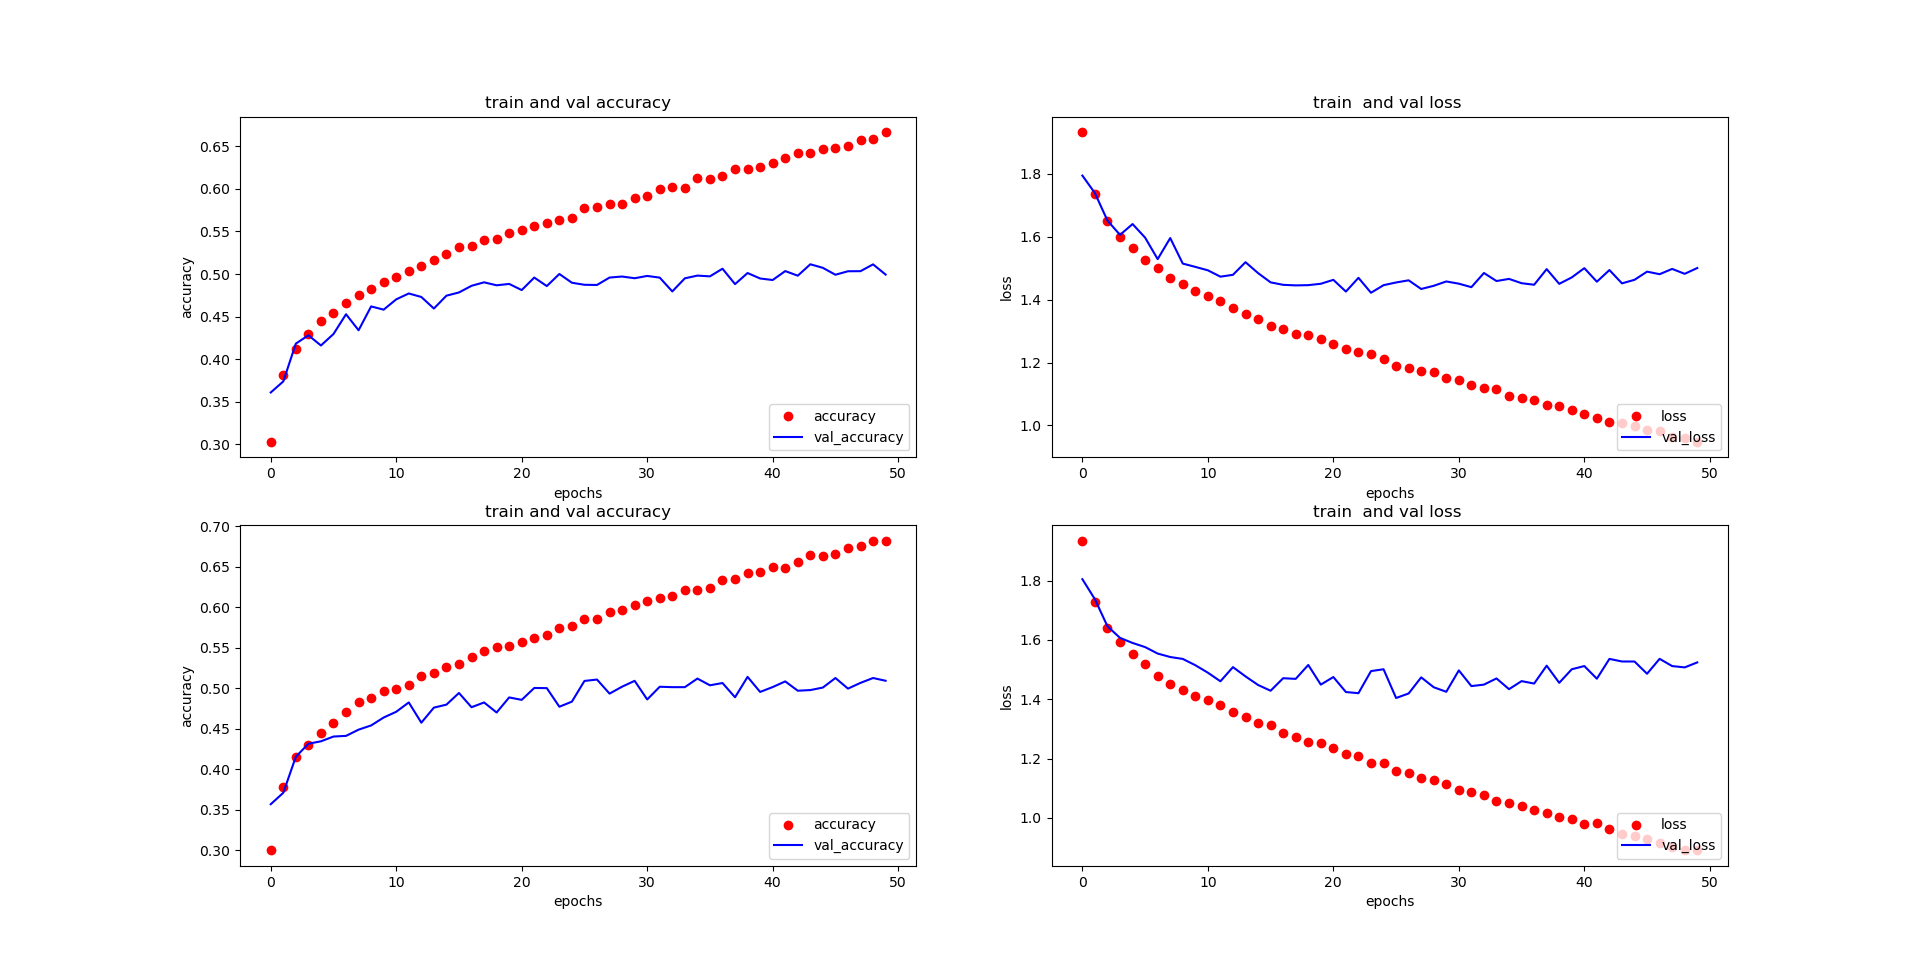 train and val accuracy
0.65
0.60
0.55
0.50
0.45
0.40
0.35
0.30
accuracy
accuracy
val_accuracy
0 10 20 30 40 50
epochs
train  and val loss
1.8
1.6
1.4
1.2
1.0
loss
loss
val_loss
0 10 20 30 40 50
epochs
train and val accuracy
0.70
0.65
0.60
0.55
0.50
0.45
0.40
0.35
0.30
accuracy
accuracy
val_accuracy
0 10 20 30 40 50
epochs
train  and val loss
1.8
1.6
1.4
1.2
1.0
loss
loss
val_loss
0 10 20 30 40 50
epochs